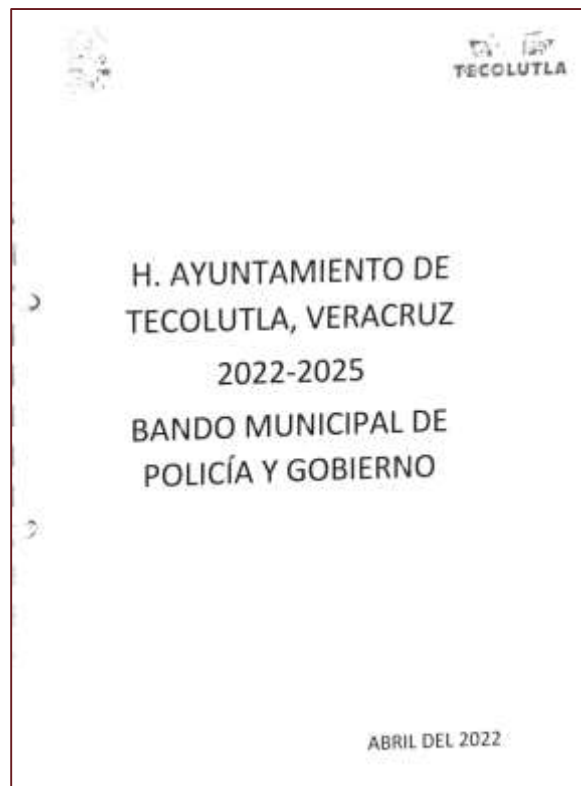 TECOLUTLA
H. AYUNTAMIENTO DE
TECOLUTLA, VERACRUZ
2022-2025
BANDO MUNICIPAL DE
POLICÍA Y GOBIERNO
ABRIL DEL 2022